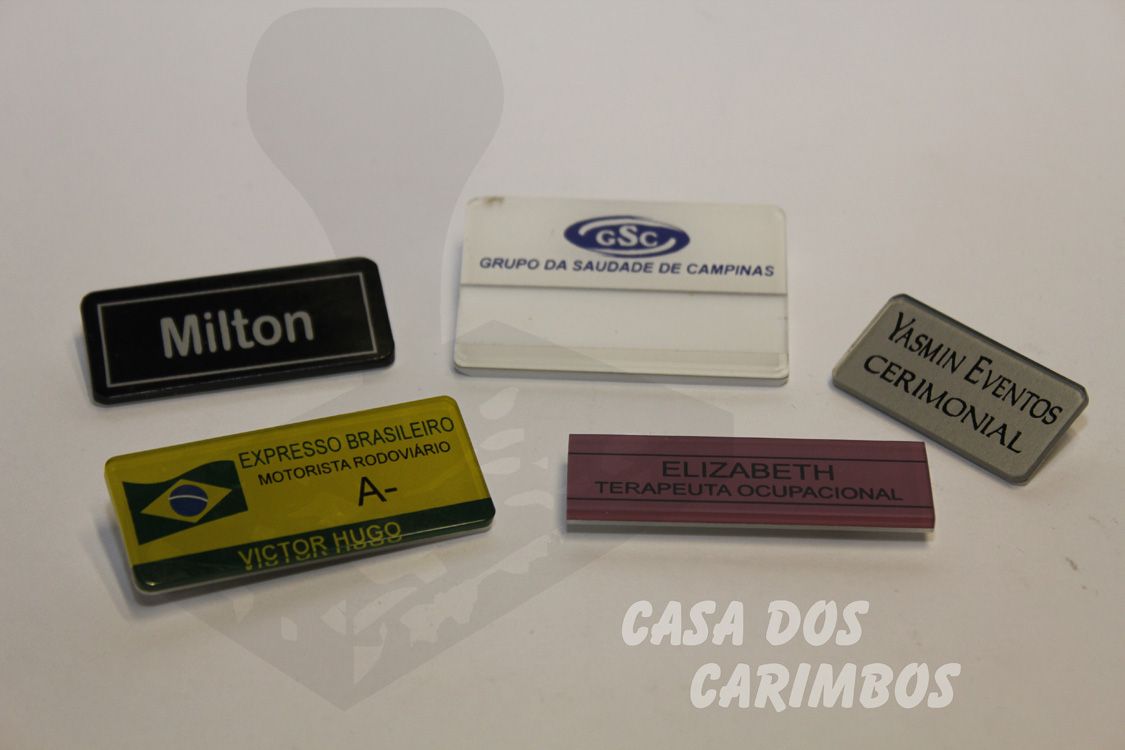 GSC
GRUPO DA SAUDADE DE CAMPINAS
Milton
YASMIN EVENTOS
CERIMONIAL
EXPRESSO BRASILEIRO
MOTORISTA RODOVIÁRIO
A-
VICTOR HUGO
ELIZABETH
TERAPEUTA OCUPACIONAL
CASA DOS
CARIMBOS